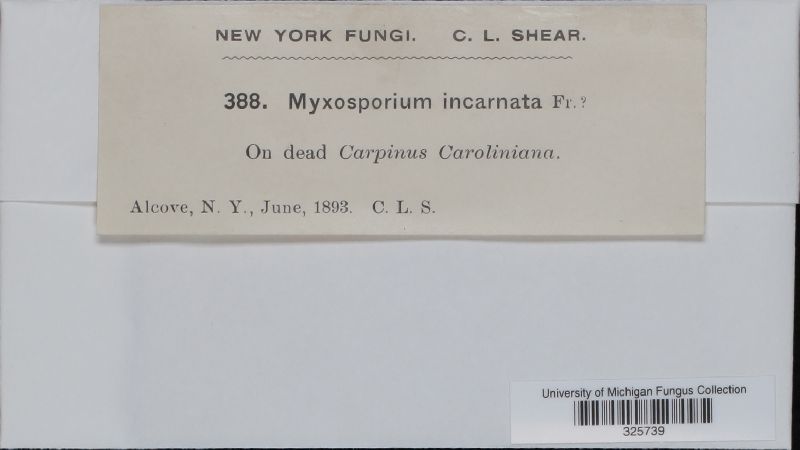 NEW YORK FUNGI. C. L. SHEAR.
388. Myxosporium incarnata Fr.?
On dead Carpinus Caroliniana.
Alcove, N. Y., June, 1893. C. L. S.
University of Michigan Fungus Collection
325739